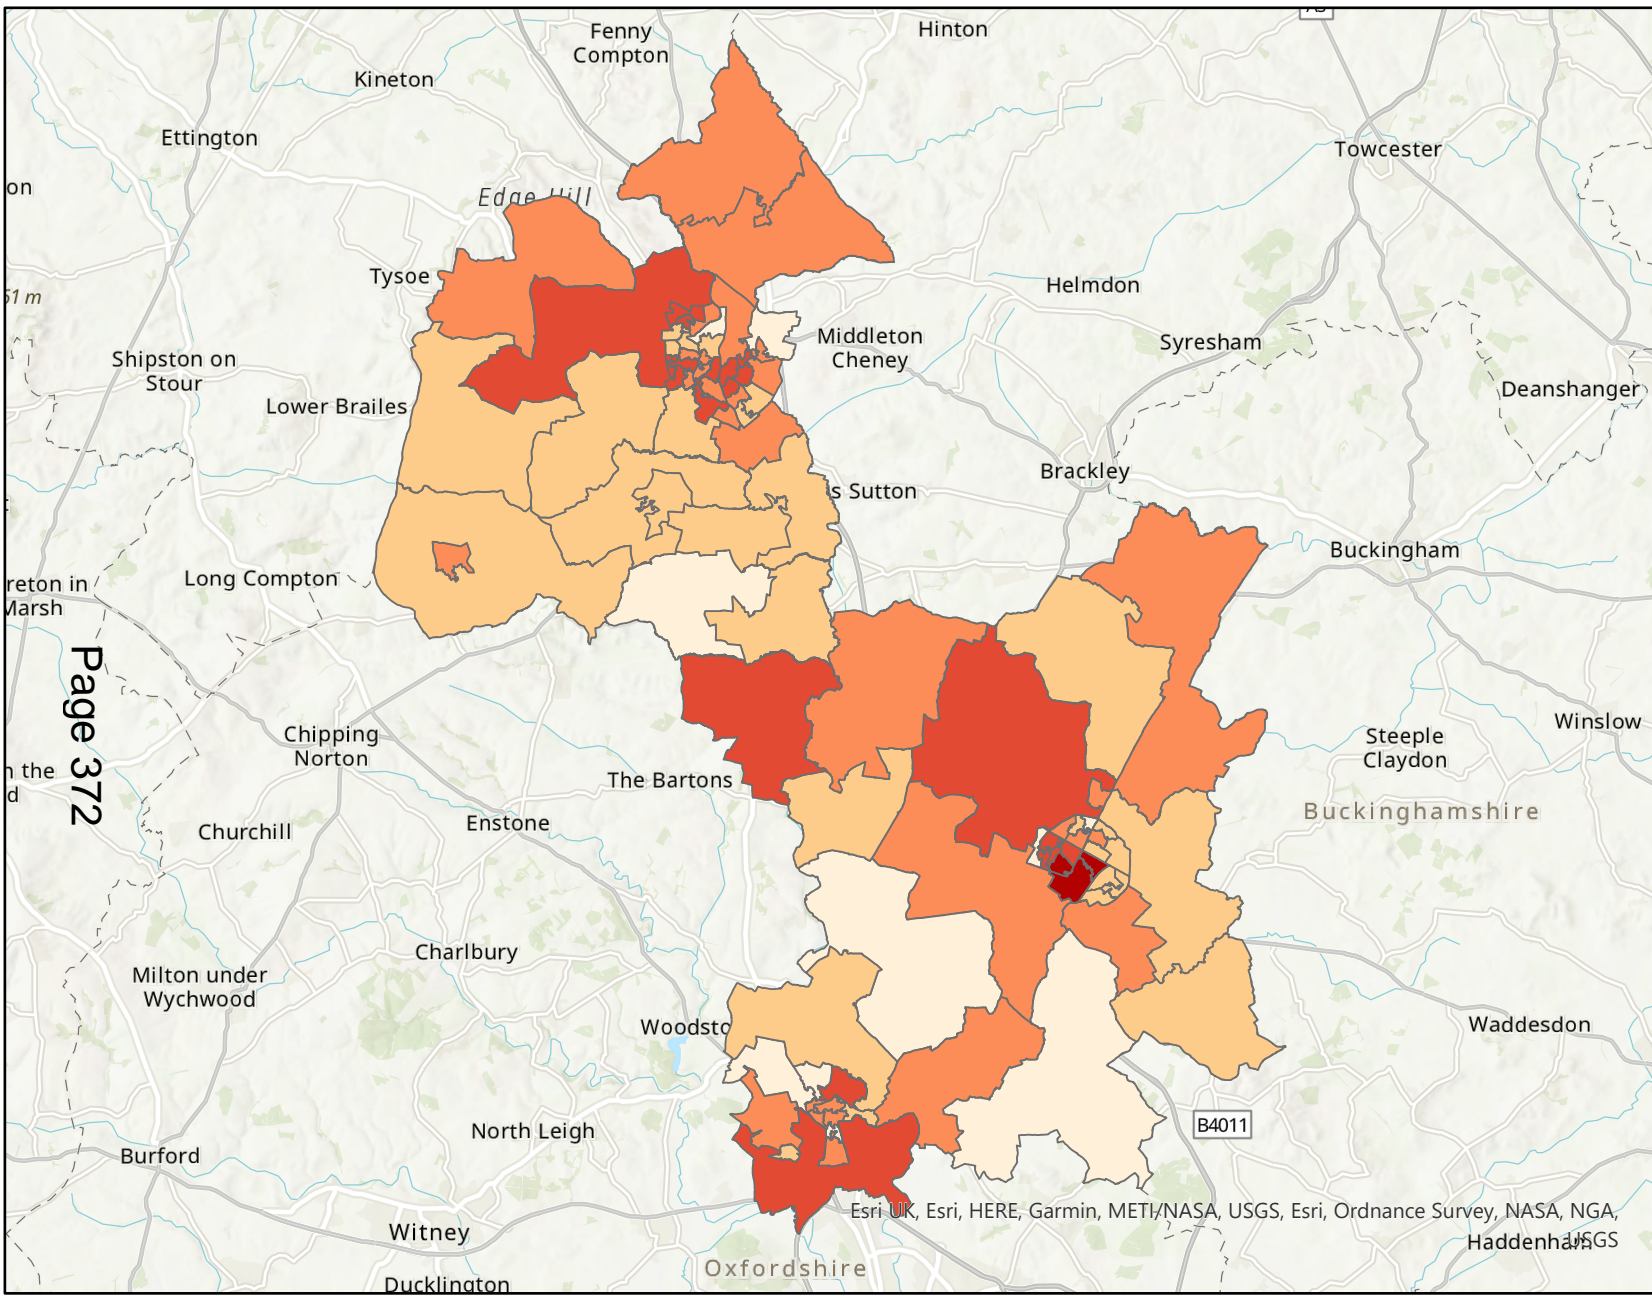 A5
Fenny
Compton
Hinton
Kineton
Ettington
Towcester
on
Edge Hill
Tysoe
Helmdon
51 m
Middleton
Cheney
Syresham
Shipston on
Stour
Deanshanger
Lower Brailes
Brackley
s Sutton
Buckingham
Long Compton
reton in
Marsh
Page 372
Winslow
Chipping
Norton
Steeple
Claydon
n the
d
The Bartons
Buckinghamshire
Enstone
Churchill
Charlbury
Milton under
Wychwood
Woodsto
Waddesdon
B4011
North Leigh
Burford
Esri UK, Esri, HERE, Garmin, METI/NASA, USGS, Esri, Ordnance Survey, NASA, NGA,
USGS
Witney
Haddenham
Oxfordshire
Ducklington